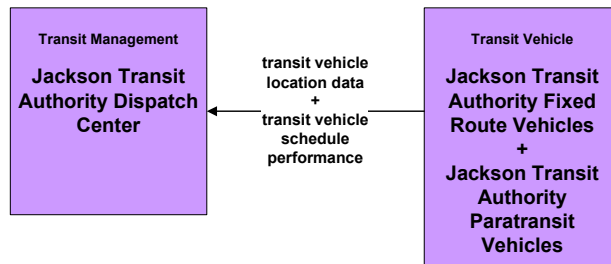 Transit Management
Jackson Transit
Authority Dispatch
Center
transit vehicle
location data
+
transit vehicle
schedule
performance
Transit Vehicle
Jackson Transit
Authority Fixed
Route Vehicles
+
Jackson Transit
Authority
Paratransit
Vehicles